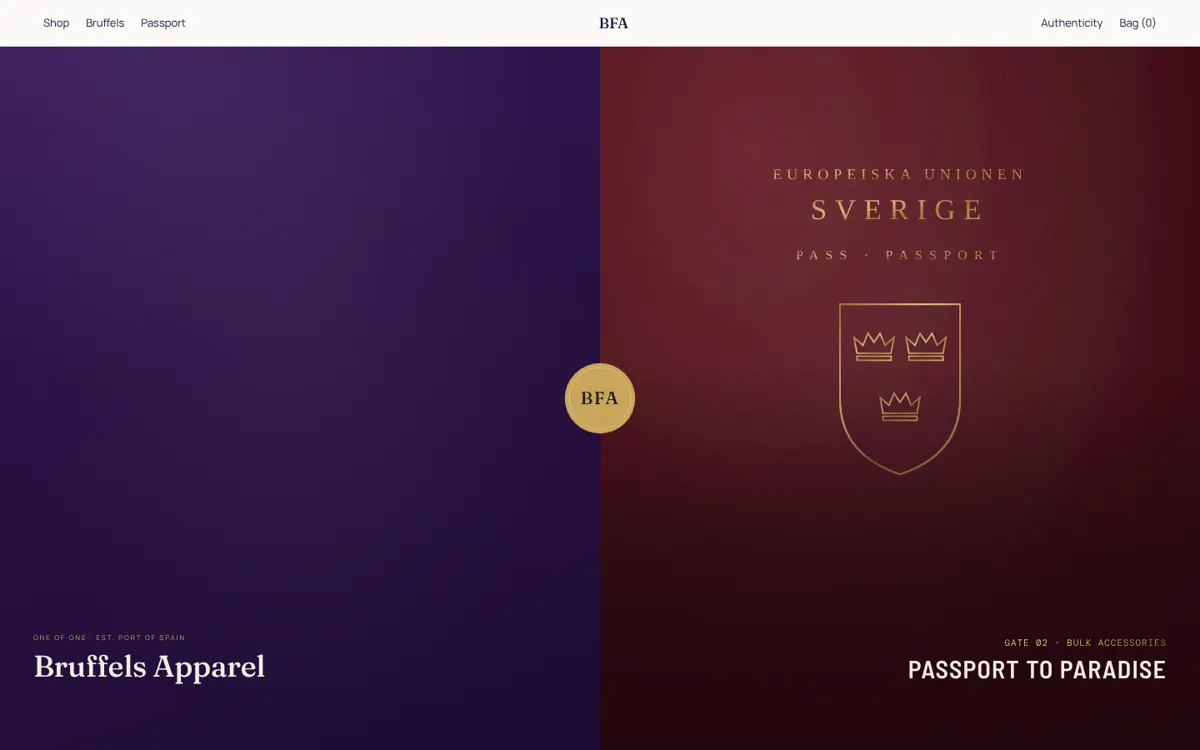 Shop Bruffels Passport BFA Authenticity Bag (0)
EUROPEISKA UNIONEN
SVERIGE
PASS · PASSPORT
BFA
ONE OF ONE · EST. PORT OF SPAIN
Bruffels Apparel
GATE 02 · BULK ACCESSORIES
PASSPORT TO PARADISE